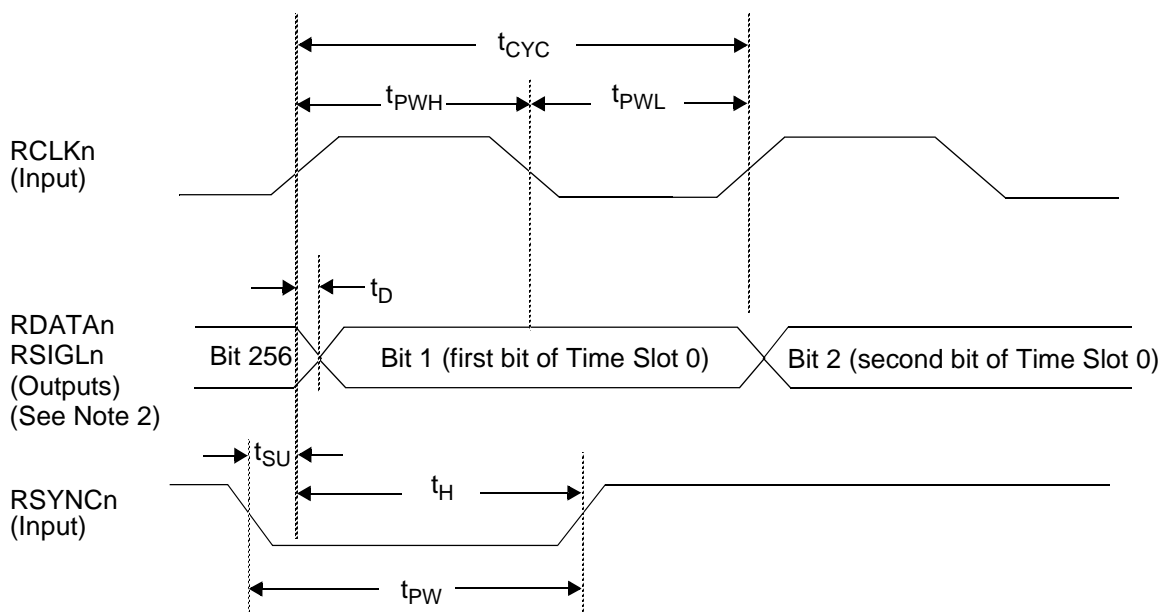 tCYC
tPWH
tPWL
RCLKn
(Input)
tD
RDATAn
RSIGLn
(Outputs)
(See Note 2)
Bit 256
Bit 1 (first bit of Time Slot 0)
Bit 2 (second bit of Time Slot 0)
tSU
RSYNCn
(Input)
tH
tPW